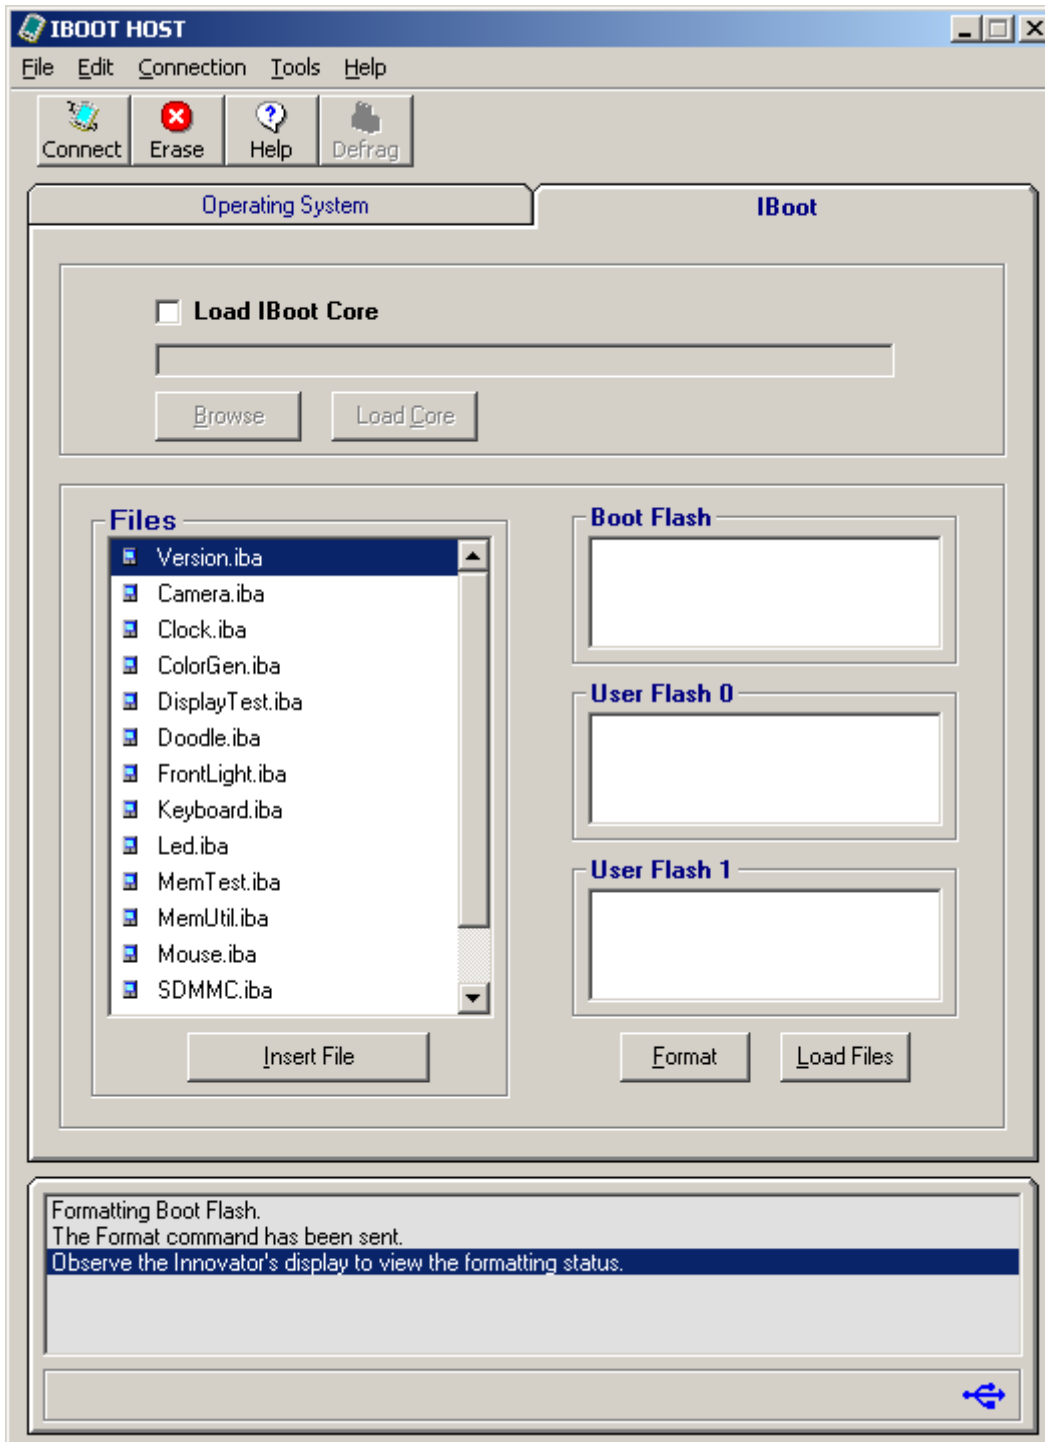 IBOOT HOST
File Edit Connection Tools Help
Connect Erase Help Defrag
Operating System IBoot
Load IBoot Core
Browse Load Core
Files
Version.iba
Camera.iba
Clock.iba
ColorGen.iba
DisplayTest.iba
Doodle.iba
FrontLight.iba
Keyboard.iba
Led.iba
MemTest.iba
MemUtil.iba
Mouse.iba
SDMMC.iba
Insert File
Boot Flash
User Flash 0
User Flash 1
Format Load Files
Formatting Boot Flash.
The Format command has been sent.
Observe the Innovator's display to view the formatting status.